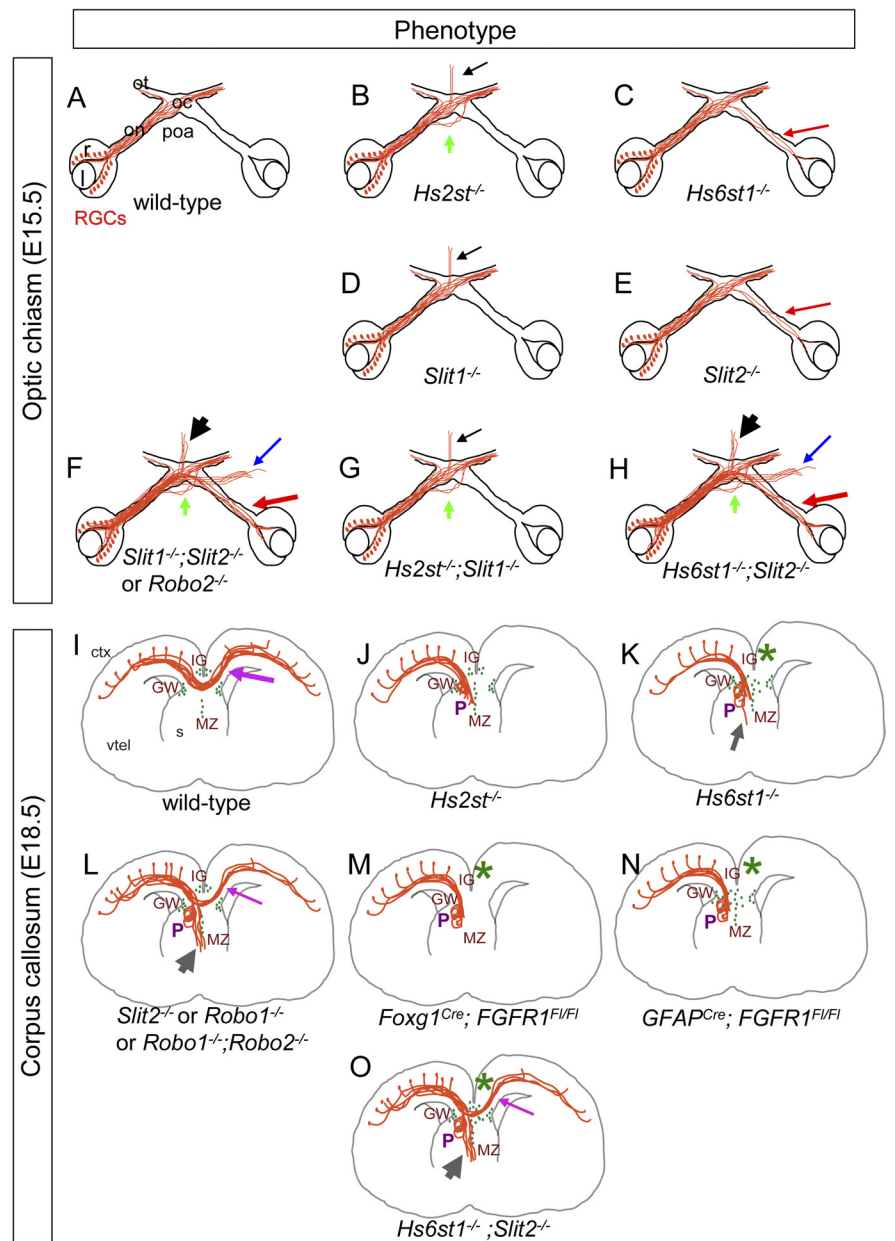 Phenotype
Optic chiasm (E15.5)
A
ot
oc
on
poa
r
l
wild-type
RGCs
B
Hs2st-/-
C
Hs6st1-/-
D
Slit1-/-
E
Slit2-/-
F
Slit1-/-;Slit2-/-
or Robo2-/-
G
Hs2st-/-;Slit1-/-
H
Hs6st1-/-;Slit2-/-
Corpus callosum (E18.5)
I
ctx
IG
GW
MZ
s
vtel
wild-type
J
IG
GW
P
MZ
Hs2st-/-
K
IG
*
GW
P
MZ
Hs6st1-/-
L
IG
GW
P
MZ
Slit2-/- or Robo1-/-
or Robo1-/-;Robo2-/-
M
IG
*
GW
P
MZ
Foxg1Cre; FGFR1Fl/Fl
N
IG
*
GW
P
MZ
GFAPCre; FGFR1Fl/Fl
O
*
GW
P
MZ
Hs6st1-/- ;Slit2-/-